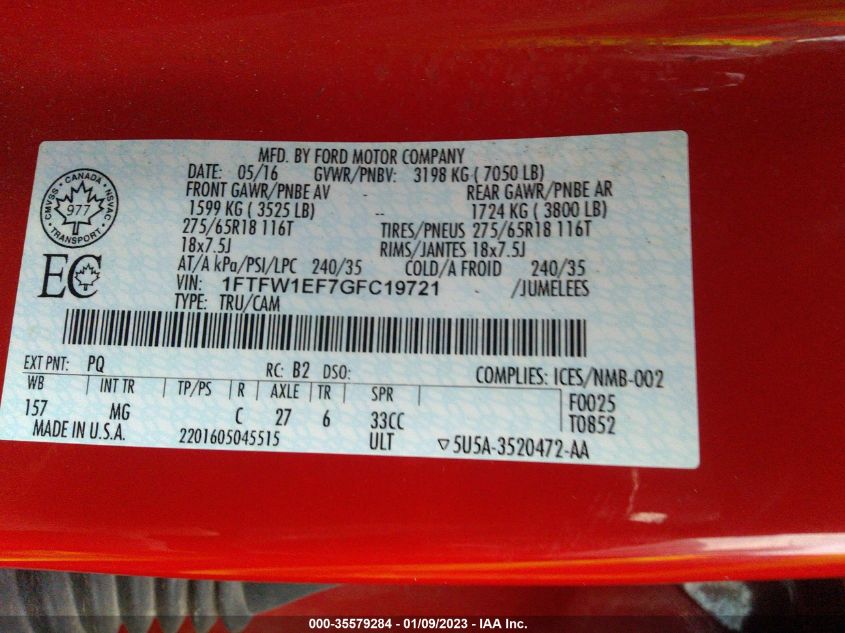 MFD. BY FORD MOTOR COMPANY
DATE: 05/16 GVWR/PNBV: 3198 KG ( 7050 LB)
FRONT GAWR/PNBE AV REAR GAWR/PNBE AR
1599 KG ( 3525 LB) -- 1724 KG ( 3800 LB)
275/65R18 116T TIRES/PNEUS 275/65R18 116T
18x7.5J RIMS/JANTES 18x7.5J
AT/A kPa/PSI/LPC 240/35 COLD/A FROID 240/35
VIN: 1FTFW1EF7GFC19721 /JUMELEES
TYPE: TRU/CAM
CMVSS · CANADA · NSVAC
977
· TRANSPORT ·
EC
EXT PNT: PQ RC: B2 DSO: COMPLIES: ICES/NMB-002
WB INT TR TP/PS R AXLE TR SPR F0025
157 MG C 27 6 33CC T0852
MADE IN U.S.A. 2201605045515 ULT ▽5U5A-3520472-AA
000-35579284 - 01/09/2023 - IAA Inc.